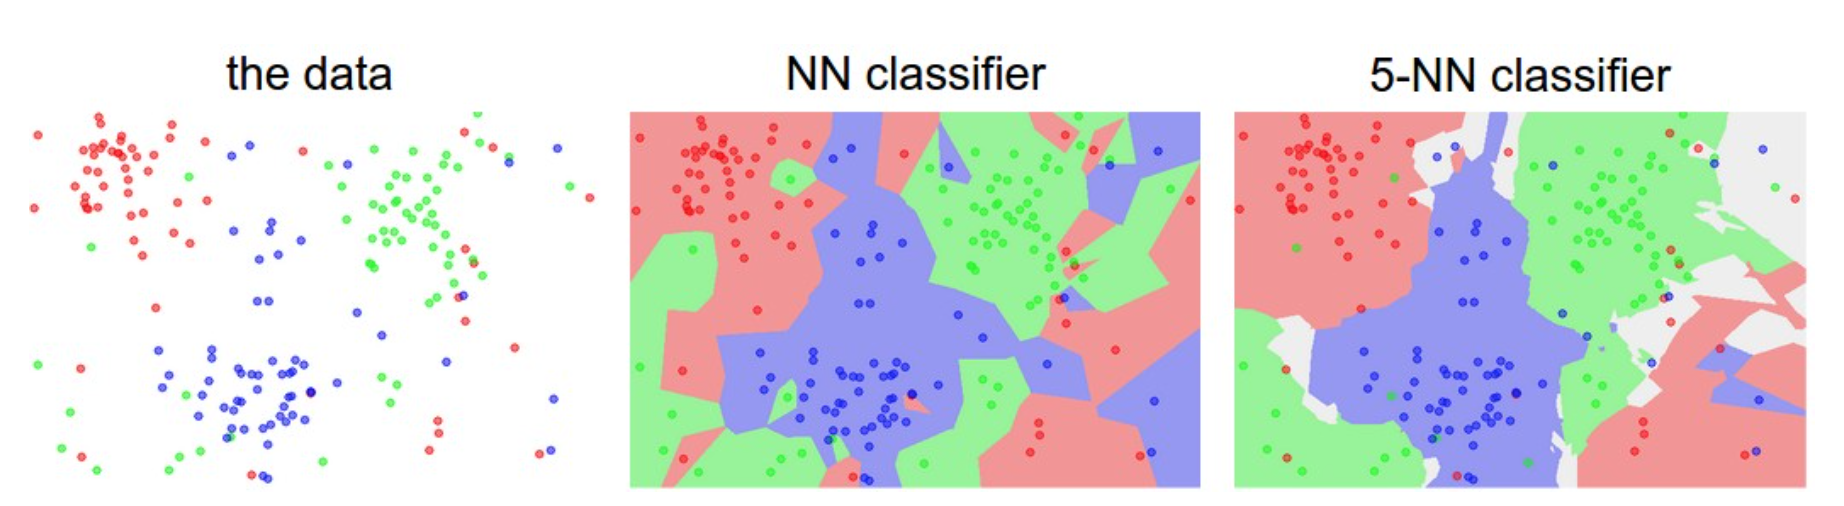 the data
NN classifier
5-NN classifier